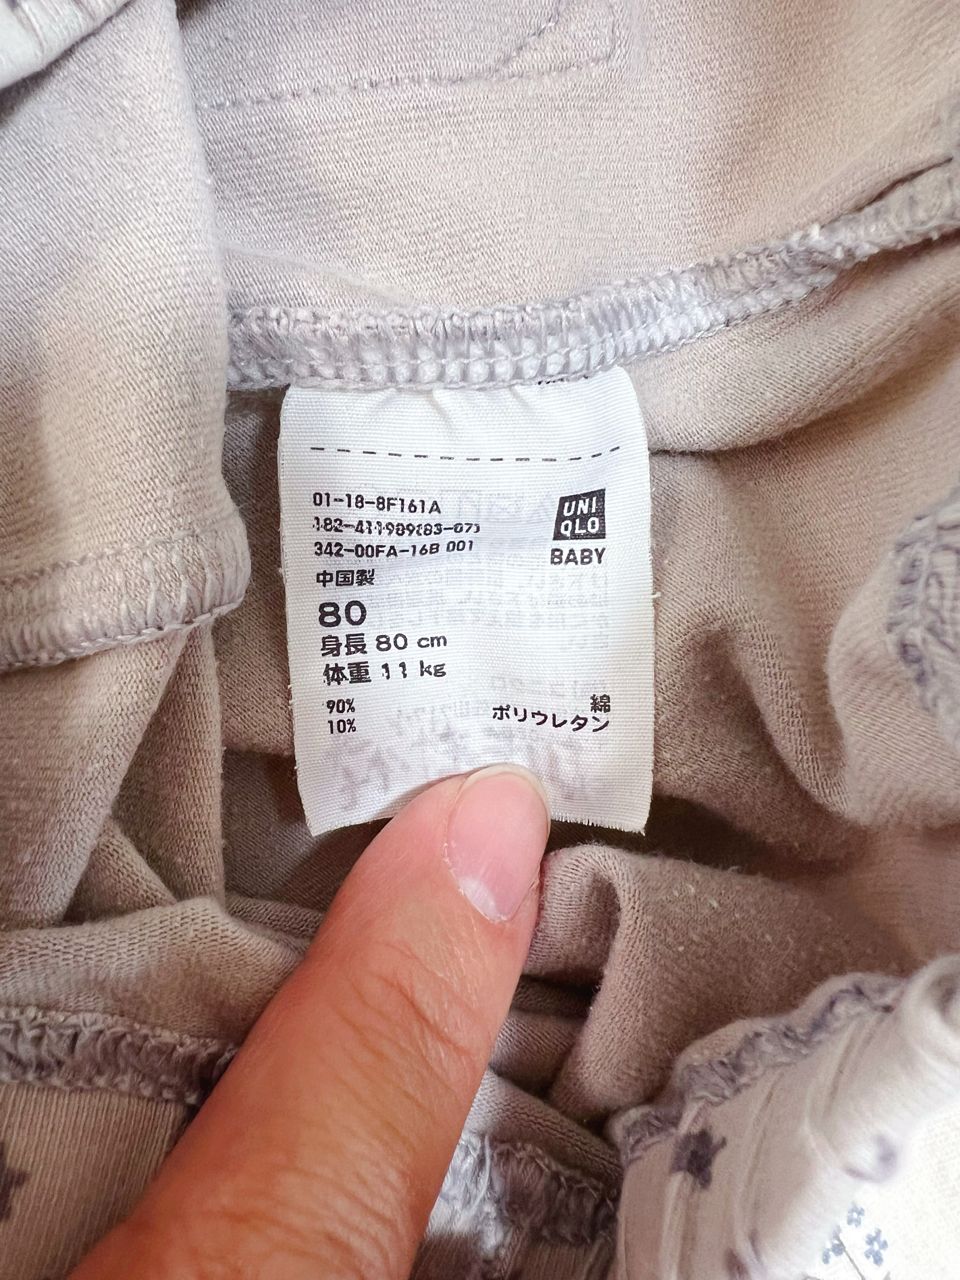 01-18-8F161A
182-411989(83-07)
342-00FA-16B 001
UNI
QLO
BABY
中国製
80
身長 80 cm
体重 11 kg
90% 綿
10% ポリウレタン